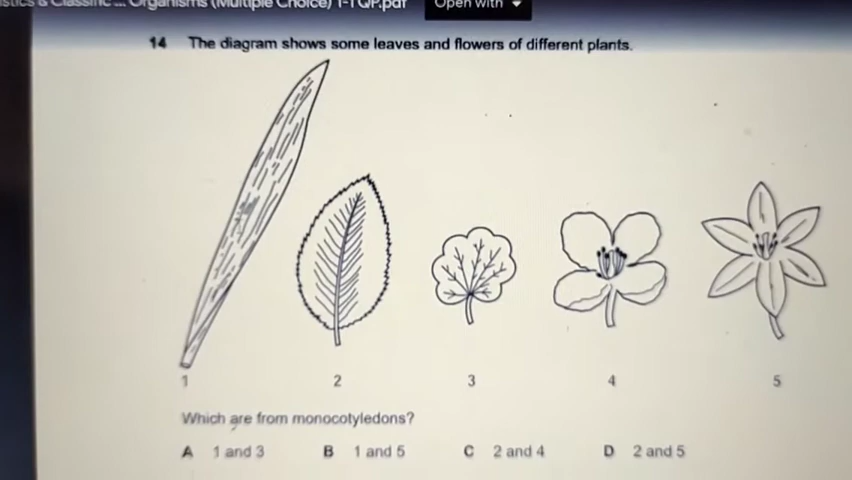 Organisms (Multiple Choice) 1-1 QP.pdf
Open with
14 The diagram shows some leaves and flowers of different plants.
1 2 3 4 5
Which are from monocotyledons?
A 1 and 3 B 1 and 5 C 2 and 4 D 2 and 5